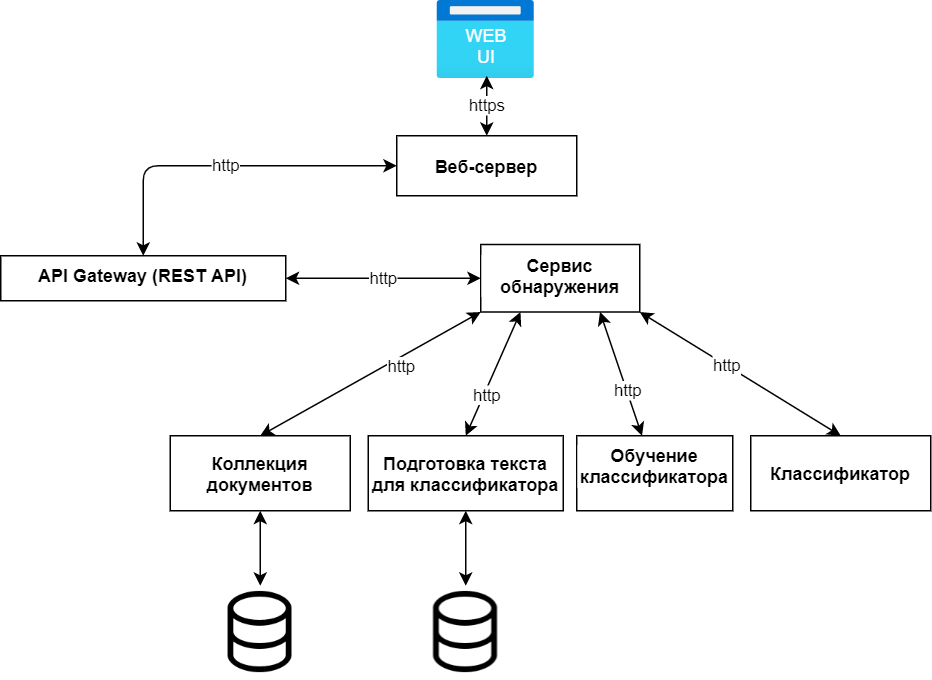 WEB
UI
https
Веб-сервер
http
API Gateway (REST API)
http
Сервис
обнаружения
http
http
http
http
Коллекция
документов
Подготовка текста
для классификатора
Обучение
классификатора
Классификатор